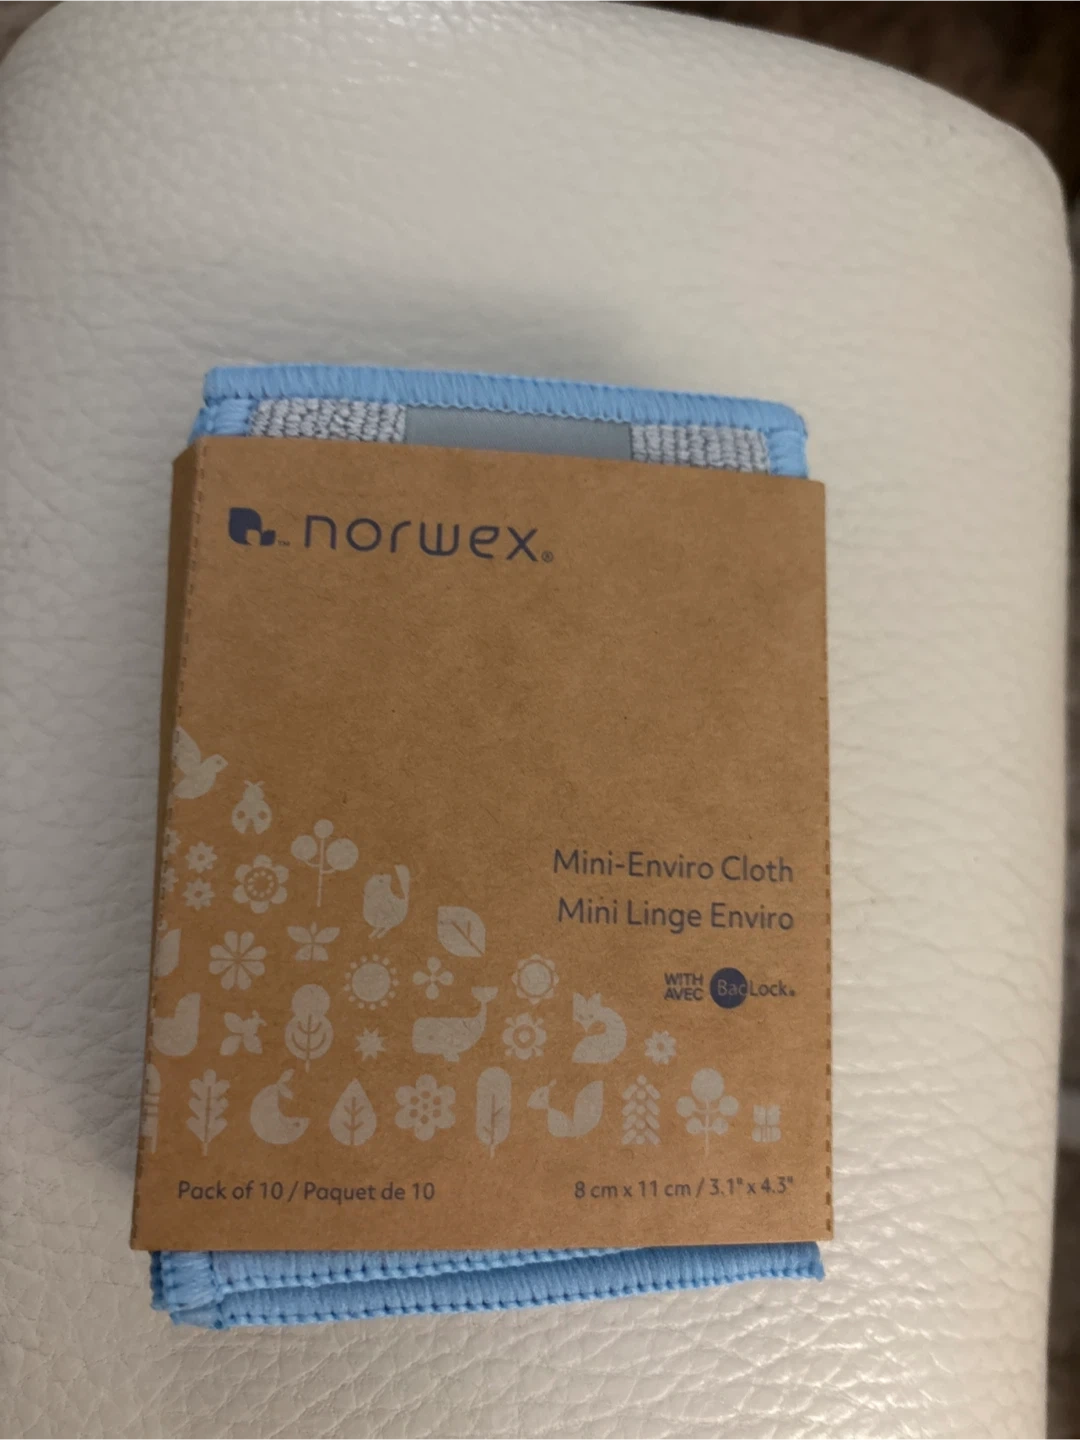 norwex®
Mini-Enviro Cloth
Mini Linge Enviro
WITH
AVEC BacLock®
Pack of 10 / Paquet de 10
8 cm x 11 cm / 3.1" x 4.3"